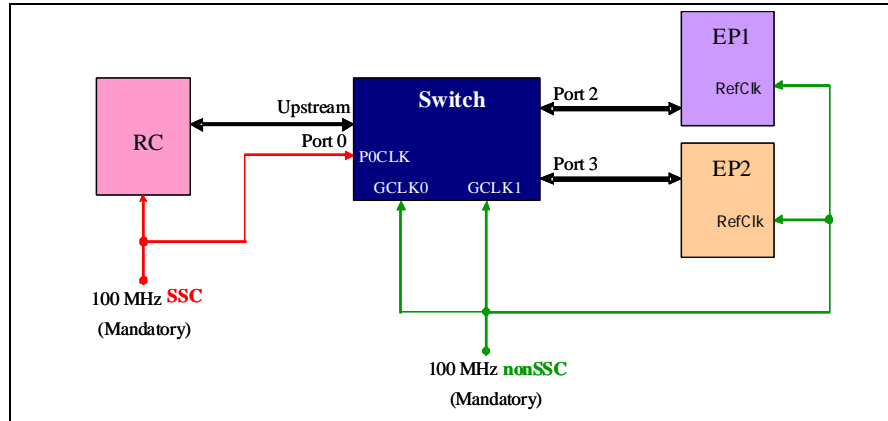 EP1
RefClk
Switch
Port 2
Upstream
RC
Port 0
P0CLK
Port 3
EP2
GCLK0
GCLK1
RefClk
100 MHz SSC
(Mandatory)
100 MHz nonSSC
(Mandatory)